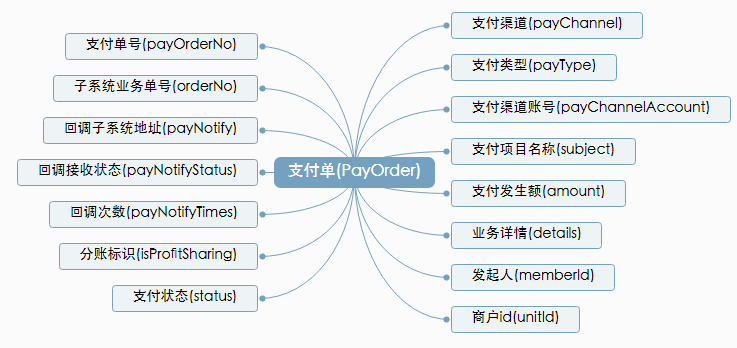 支付单(PayOrder)
支付单号(payOrderNo)
子系统业务单号(orderNo)
回调子系统地址(payNotify)
回调接收状态(payNotifyStatus)
回调次数(payNotifyTimes)
分账标识(isProfitSharing)
支付状态(status)
支付渠道(payChannel)
支付类型(payType)
支付渠道账号(payChannelAccount)
支付项目名称(subject)
支付发生额(amount)
业务详情(details)
发起人(memberId)
商户id(unitId)